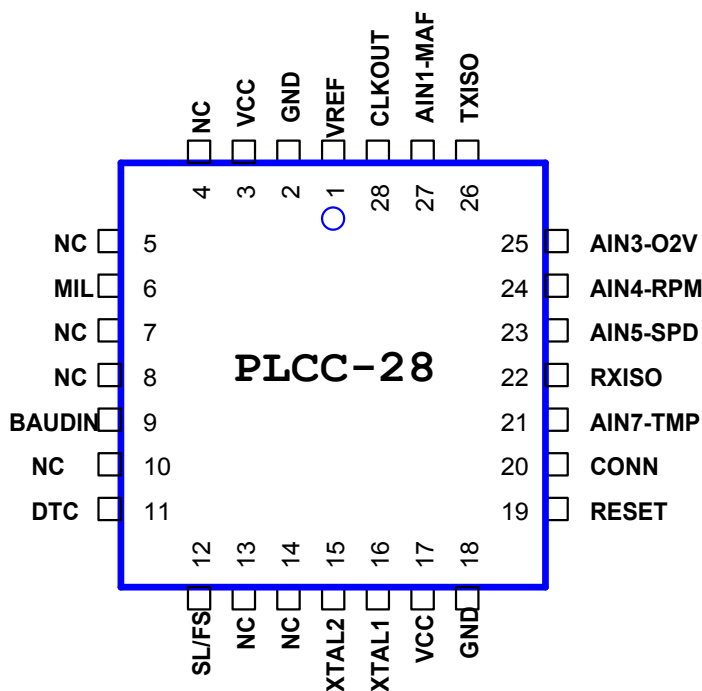 NC
VCC
GND
VREF
CLKOUT
AIN1-MAF
TXISO
4
3
2
1
28
27
26
NC 5
MIL 6
NC 7
NC 8
BAUDIN 9
NC 10
DTC 11
PLCC-28
25 AIN3-O2V
24 AIN4-RPM
23 AIN5-SPD
22 RXISO
21 AIN7-TMP
20 CONN
19 RESET
12
13
14
15
16
17
18
SL/FS
NC
NC
XTAL2
XTAL1
VCC
GND